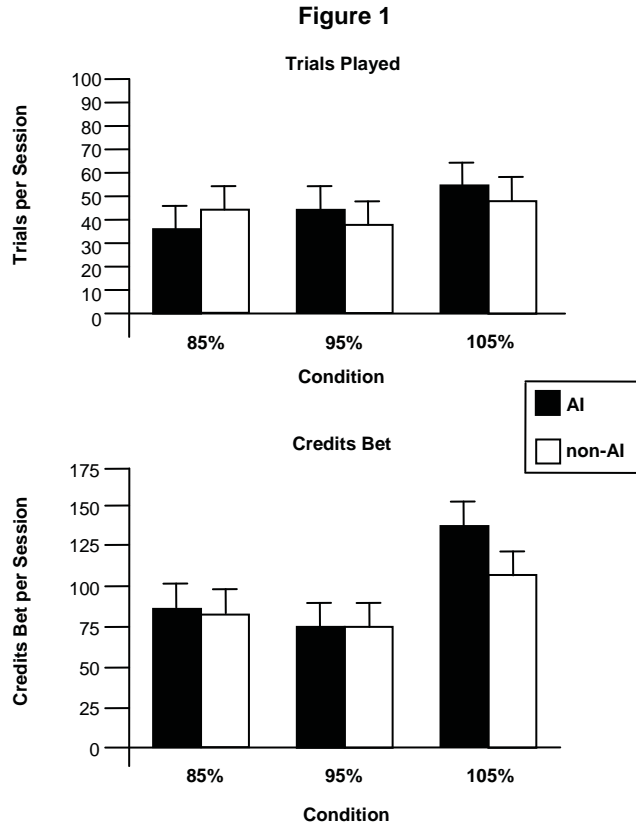 Figure 1
Trials Played
Trials per Session
100
90
80
70
60
50
40
30
20
10
0
85% 95% 105%
Condition
AI
non-AI
Credits Bet
Credits Bet per Session
175
150
125
100
75
50
25
0
85% 95% 105%
Condition